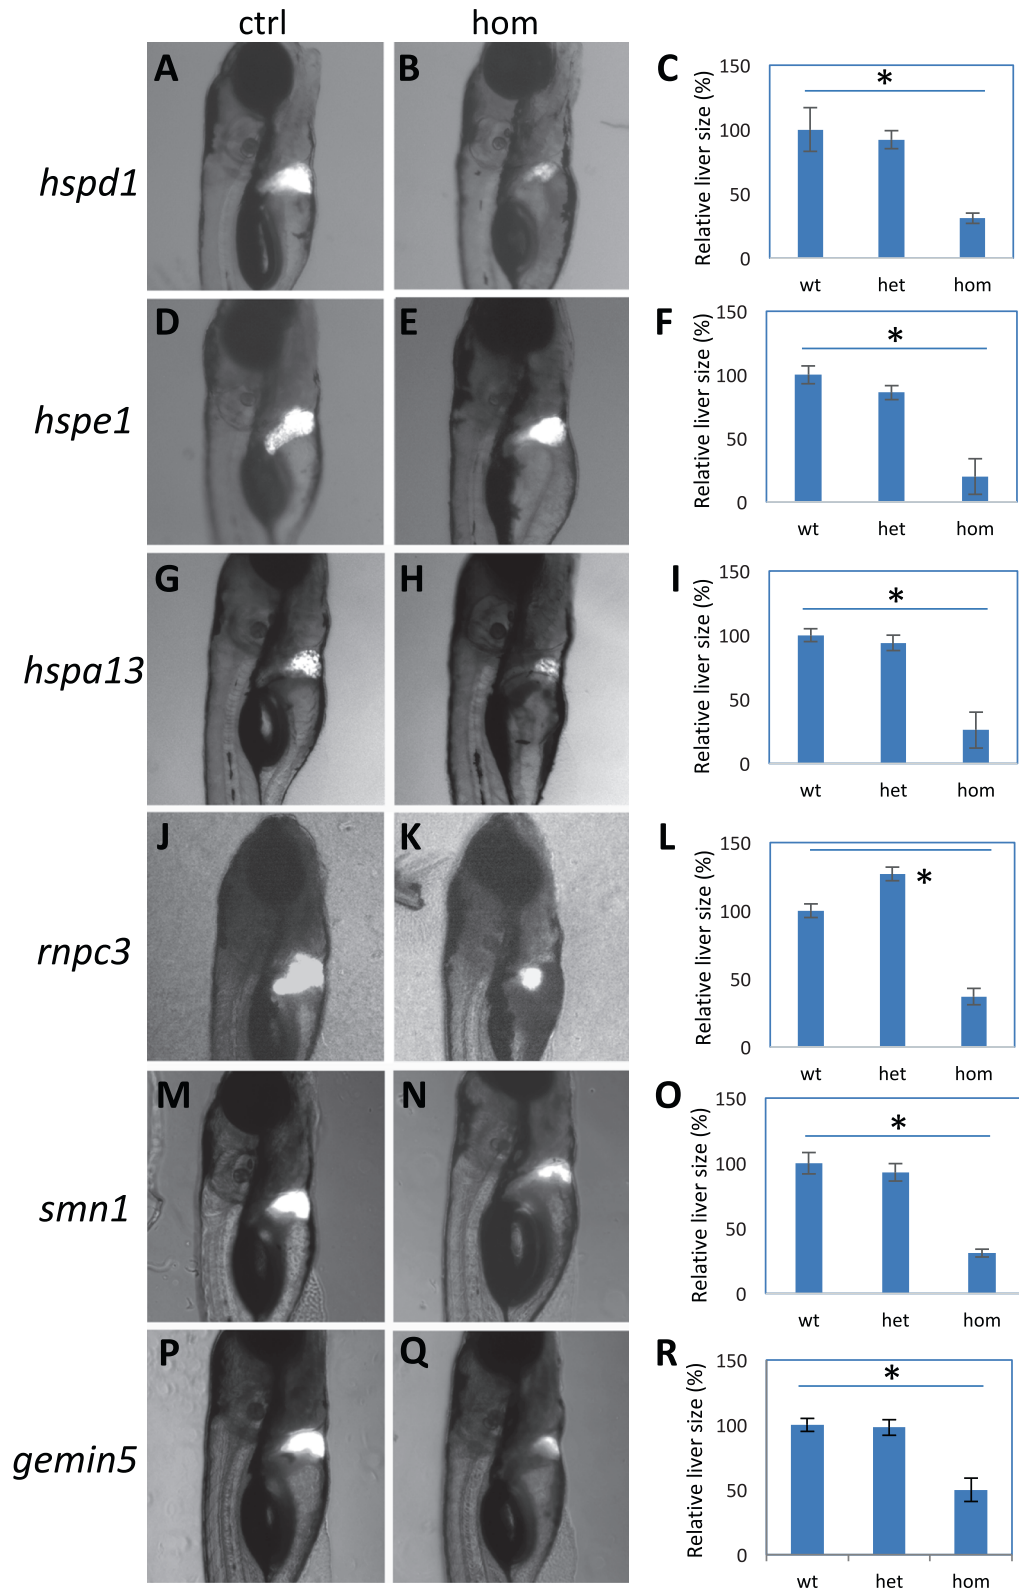 ctrl hom
A B C
hspd1
Relative liver size (%)
150
*
100
50
0
wt het hom
D E F
hspe1
Relative liver size (%)
150
*
100
50
0
wt het hom
G H I
hspa13
Relative liver size (%)
150
*
100
50
0
wt het hom
J K L
rnpc3
Relative liver size (%)
150
*
100
50
0
wt het hom
M N O
smn1
Relative liver size (%)
150
*
100
50
0
wt het hom
P Q R
gemin5
Relative liver size (%)
150
*
100
50
0
wt het hom